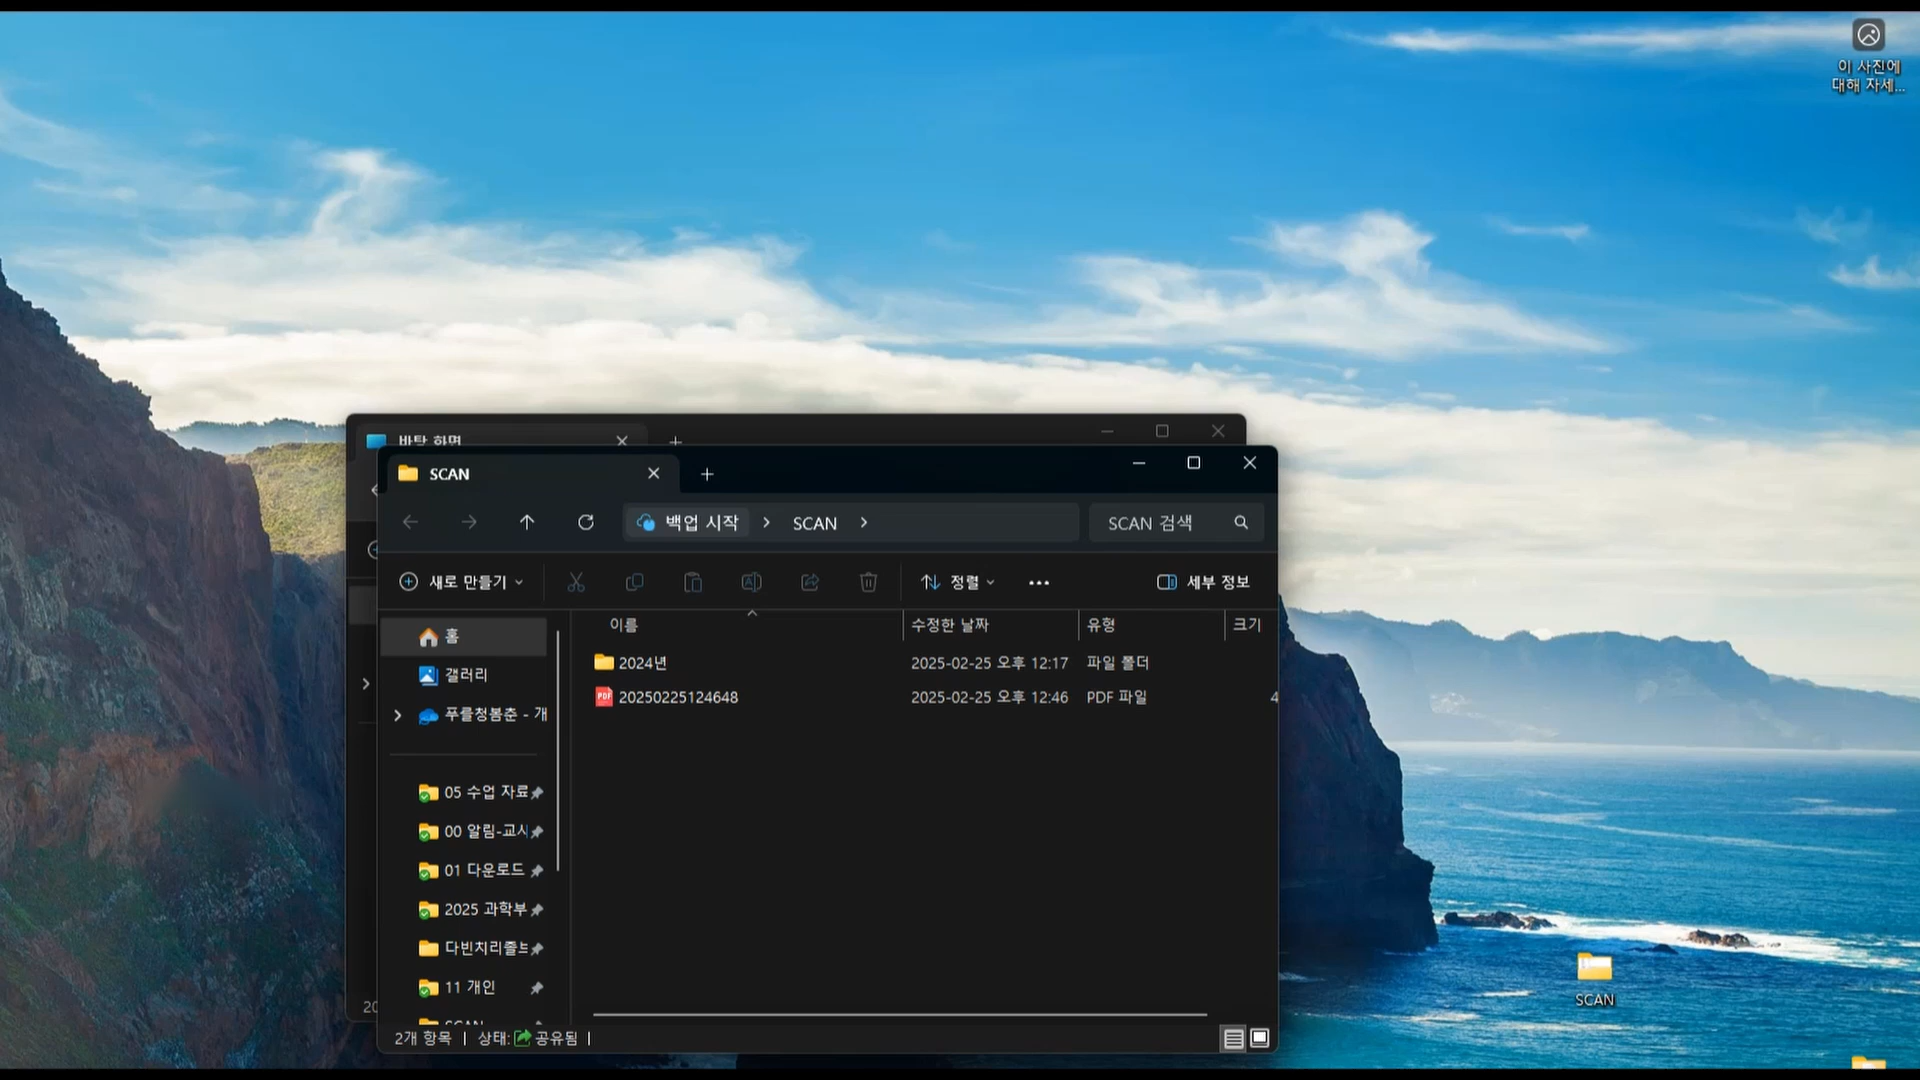 이 사진에
대해 자세...
바탕 화면
SCAN
백업 시작 > SCAN >
SCAN 검색
새로 만들기
정렬
세부 정보
이름
수정한 날짜
유형
크기
홈
갤러리
푸를청봄춘 - 개
05 수업 자료
00 알림-교사
01 다운로드
2025 과학부
다빈치리졸브
11 개인
SCAN
2024년
2025-02-25 오후 12:17
파일 폴더
PDF
20250225124648
2025-02-25 오후 12:46
PDF 파일
4
20
2개 항목
상태:
공유됨
SCAN